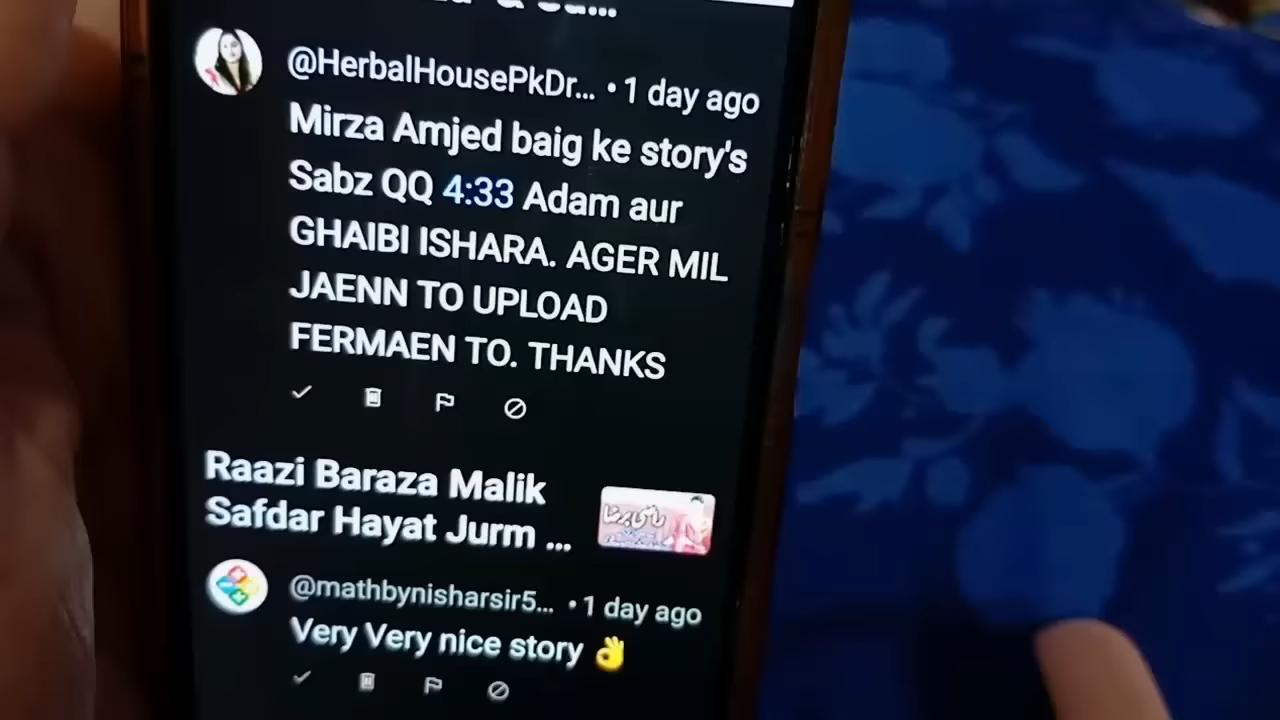 @HerbalHousePkDr... • 1 day ago
Mirza Amjed baig ke story's
Sabz QQ 4:33 Adam aur
GHAIBI ISHARA. AGER MIL
JAENN TO UPLOAD
FERMAEN TO. THANKS
Raazi Baraza Malik
Safdar Hayat Jurm ...
راضی برضا
@mathbynisharsir5... • 1 day ago
Very Very nice story 👌